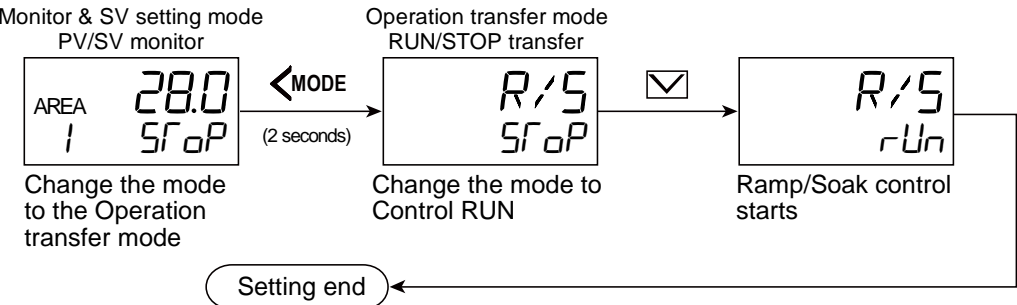 Monitor & SV setting mode
PV/SV monitor
Operation transfer mode
RUN/STOP transfer
AREA
1
28.0
SToP
<MODE
(2 seconds)
R/S
SToP
R/S
rUn
Change the mode
to the Operation
transfer mode
Change the mode to
Control RUN
Ramp/Soak control
starts
Setting end